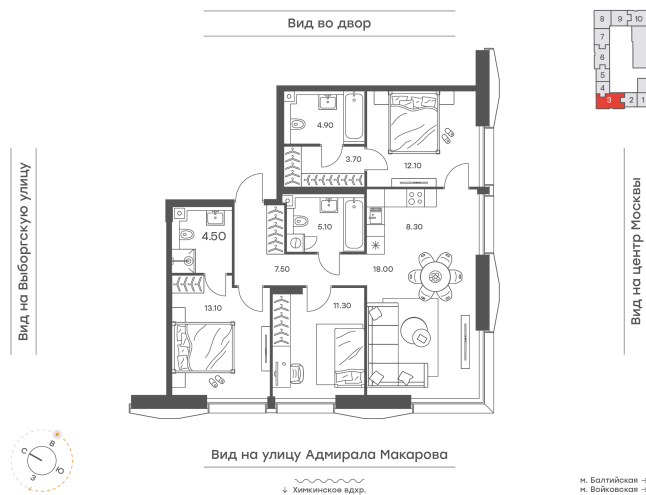 Вид во двор
8 9 10
7
6
5
4
3 2 1
4.90
3.70
12.10
4.50
5.10
8.30
7.50
18.00
13.10
11.30
Вид на Выборгскую улицу
Вид на центр Москвы
Вид на улицу Адмирала Макарова
↓ Химкинское вдхр.
С В Ю З
м. Балтийская
м. Войковская